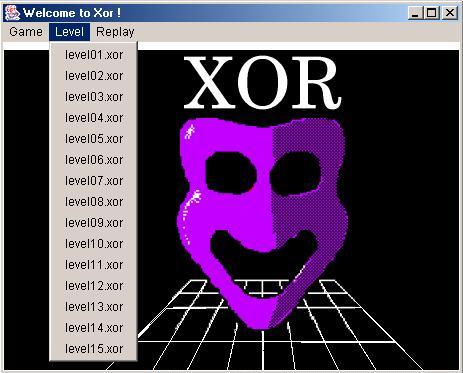 Welcome to Xor !
Game Level Replay
level01.xor
level02.xor
level03.xor
level04.xor
level05.xor
level06.xor
level07.xor
level08.xor
level09.xor
level10.xor
level11.xor
level12.xor
level13.xor
level14.xor
level15.xor
XOR